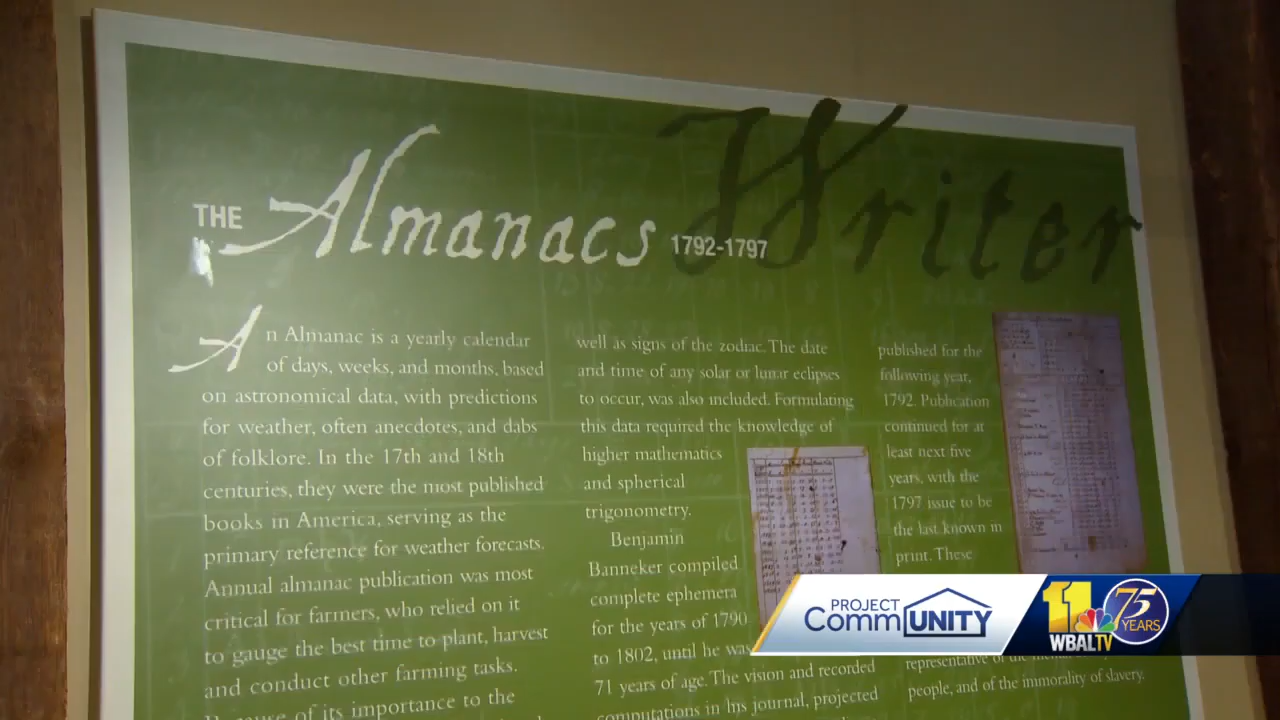 THE Almanacs Writer
1792-1797
An Almanac is a yearly calendar
of days, weeks, and months, based
on astronomical data, with predictions
for weather, often anecdotes, and dabs
of folklore. In the 17th and 18th
centuries, they were the most published
books in America, serving as the
primary reference for weather forecasts.
Annual almanac publication was most
critical for farmers, who relied on it
to gauge the best time to plant, harvest
and conduct other farming tasks.
of its importance to the
well as signs of the zodiac. The date
and time of any solar or lunar eclipses
to occur, was also included. Formulating
this data required the knowledge of
higher mathematics
and spherical
trigonometry.
Benjamin
Banneker compiled
complete ephemera
for the years of 1790
to 1802, until he was
71 years of age. The vision and recorded
computations in his journal, projected
published for the
following year,
1792. Publication
continued for at
least next five
years, with the
1797 issue to be
the last known in
print. These
representative of the
people, and of the immorality of slavery.
PROJECT
CommUNITY
11
WBALTV
75
YEARS